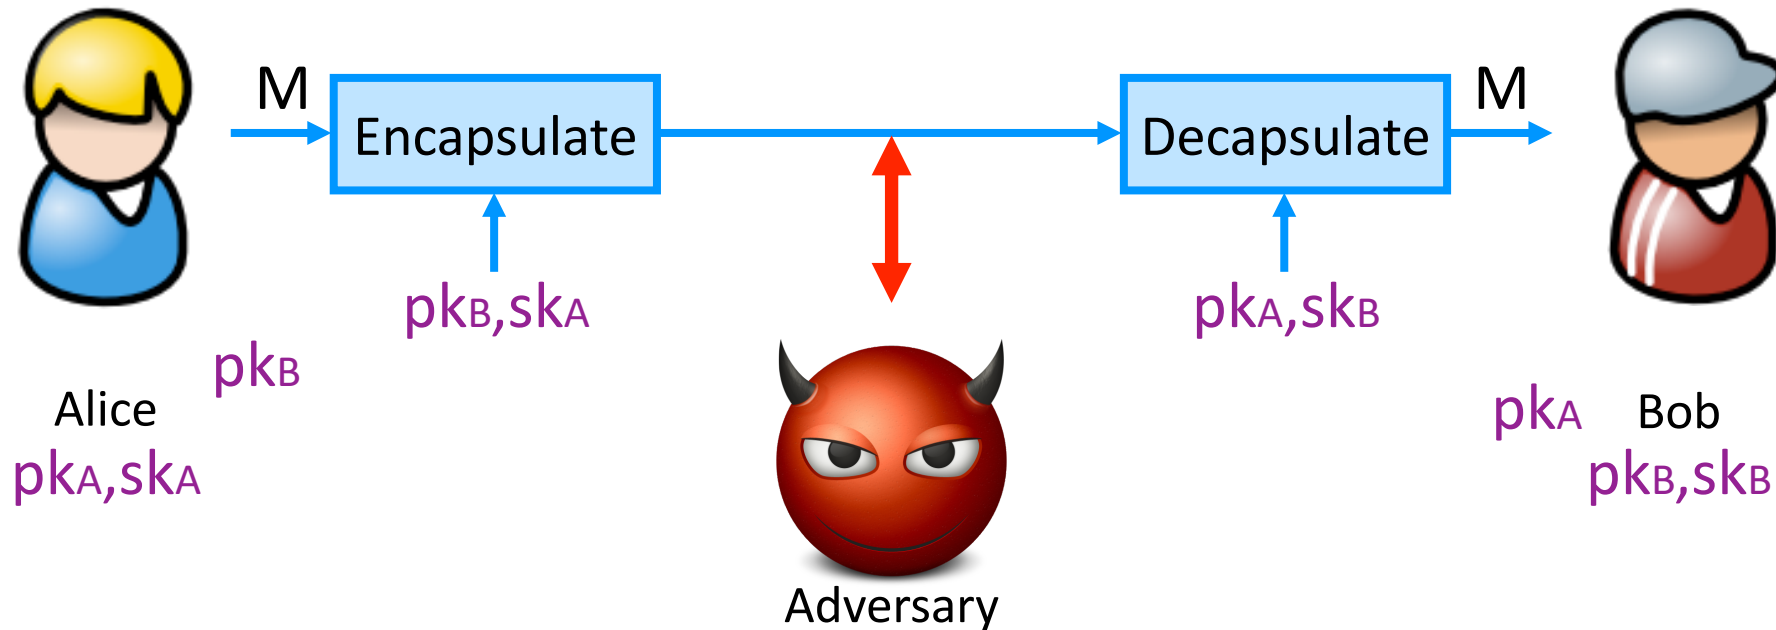 M
Encapsulate
Decapsulate
M
pkB,skA
pkA,skB
pkB
Alice
pkA
Bob
pkA,skA
pkB,skB
Adversary